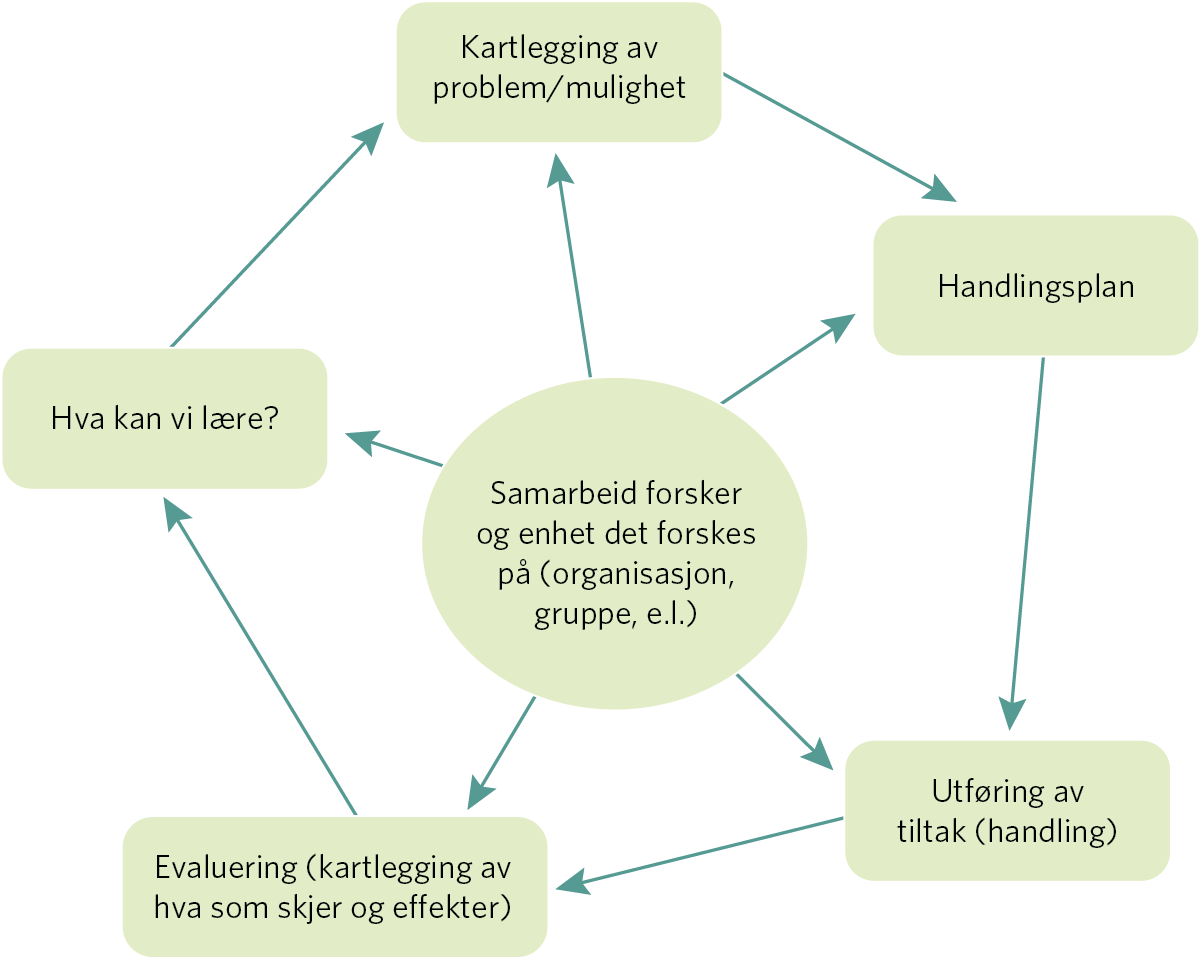 Kartlegging av
problem/mulighet
Handlingsplan
Hva kan vi lære?
Samarbeid forsker
og enhet det forskes
på (organisasjon,
gruppe, e.l.)
Utføring av
tiltak (handling)
Evaluering (kartlegging av
hva som skjer og effekter)